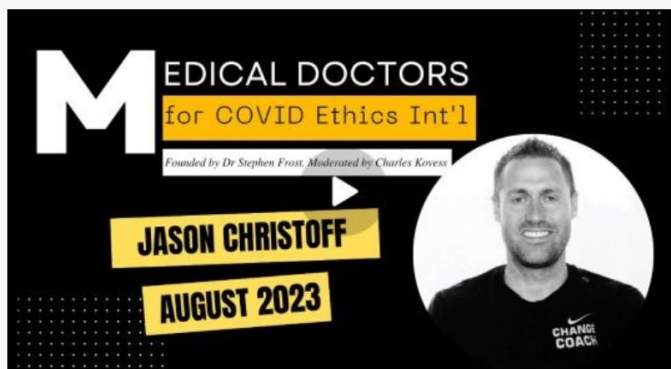 MEDICAL DOCTORS
for COVID Ethics Int'l
Founded by Dr Stephen Frost. Moderated by Charles Kovess
JASON CHRISTOFF
AUGUST 2023
CHANGE
COACH